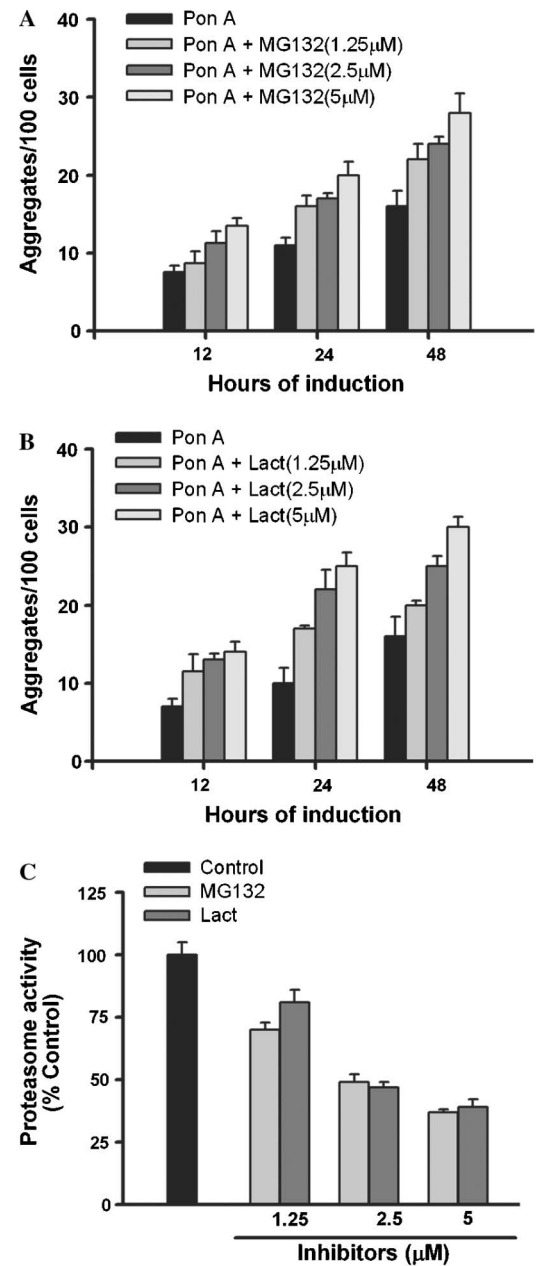 A
Pon A
Pon A + MG132(1.25μM)
Pon A + MG132(2.5μM)
Pon A + MG132(5μM)
Aggregates/100 cells
40
30
20
10
0
12 24 48
Hours of induction
B
Pon A
Pon A + Lact(1.25μM)
Pon A + Lact(2.5μM)
Pon A + Lact(5μM)
Aggregates/100 cells
40
30
20
10
0
12 24 48
Hours of induction
C
Control
MG132
Lact
Proteasome activity
(% Control)
125
100
75
50
25
0
1.25 2.5 5
Inhibitors (μM)